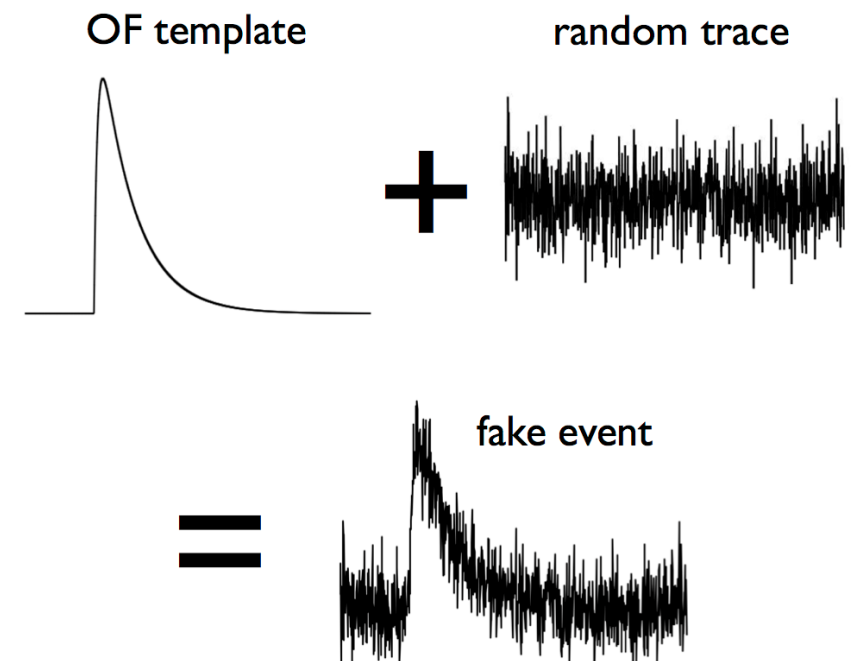 OF template
random trace
+
=
fake event